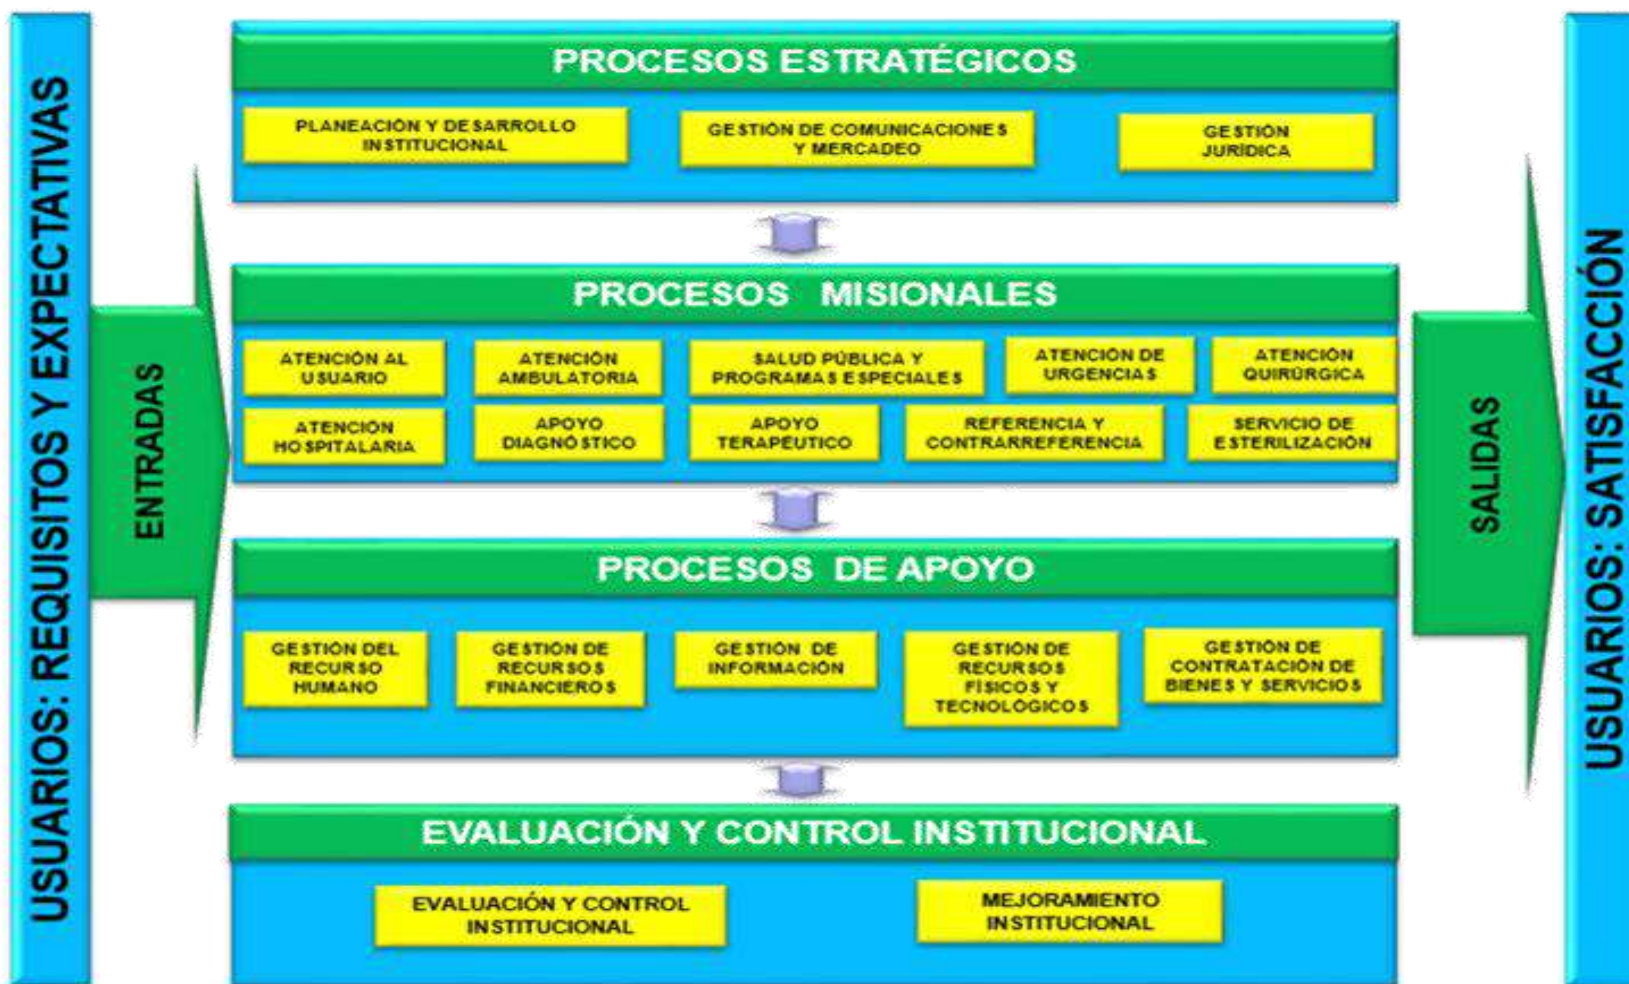 USUARIOS: REQUISITOS Y EXPECTATIVAS
ENTRADAS
PROCESOS ESTRATÉGICOS
PLANEACIÓN Y DESARROLLO
INSTITUCIONAL
GESTIÓN DE COMUNICACIONES
Y MERCADEO
GESTIÓN
JURÍDICA
PROCESOS MISIONALES
ATENCIÓN AL
USUARIO
ATENCIÓN
AMBULATORIA
SALUD PÚBLICA Y
PROGRAMAS ESPECIALES
ATENCIÓN DE
URGENCIAS
ATENCIÓN
QUIRÚRGICA
ATENCIÓN
HOSPITALARIA
APOYO
DIAGNÓSTICO
APOYO
TERAPEUTICO
REFERENCIA Y
CONTRARREFERENCIA
SERVICIO DE
ESTERILIZACIÓN
PROCESOS DE APOYO
GESTIÓN DEL
RECURSO
HUMANO
GESTIÓN DE
RECURSOS
FINANCIEROS
GESTIÓN DE
INFORMACIÓN
GESTIÓN DE
RECURSOS
FÍSICOS Y
TECNOLÓGICOS
GESTIÓN DE
CONTRATACIÓN DE
BIENES Y SERVICIOS
EVALUACIÓN Y CONTROL INSTITUCIONAL
EVALUACIÓN Y CONTROL
INSTITUCIONAL
MEJORAMIENTO
INSTITUCIONAL
SALIDAS
USUARIOS: SATISFACCIÓN